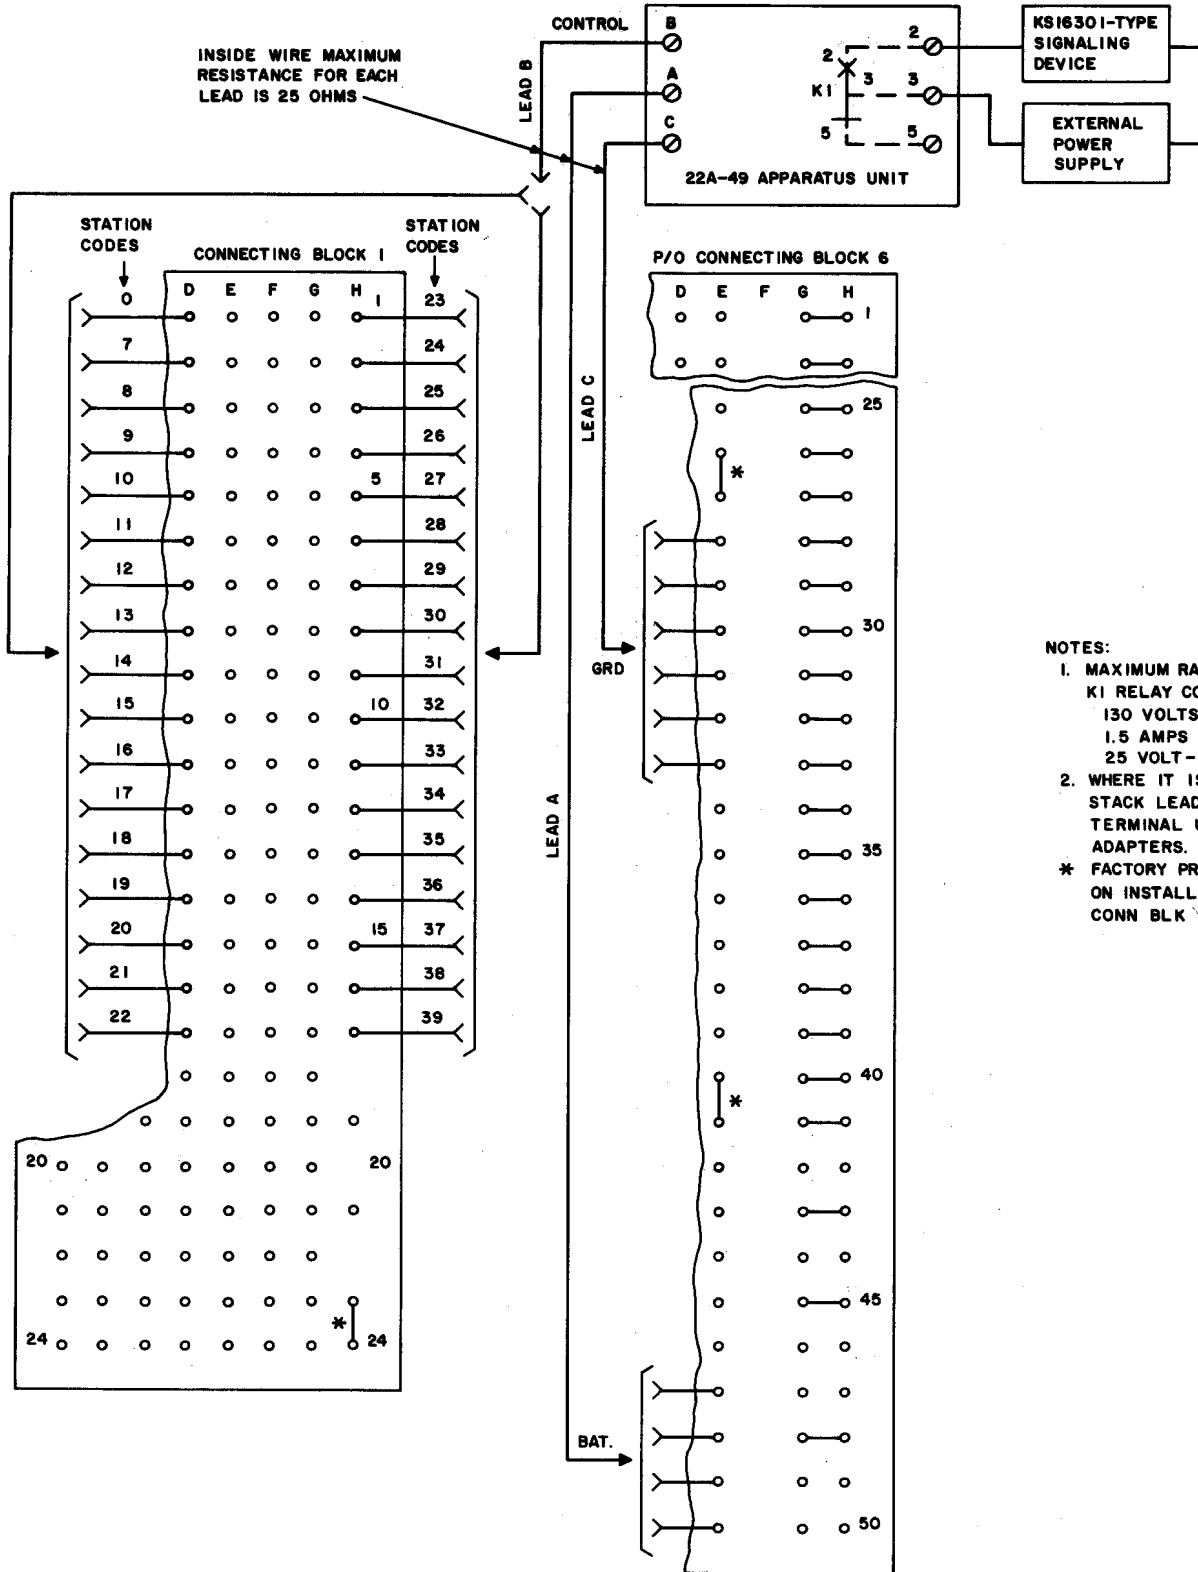 CONTROL
INSIDE WIRE MAXIMUM
RESISTANCE FOR EACH
LEAD IS 25 OHMS
LEAD B
B
A
C
2
2
3
3
K1
5
5
22A-49 APPARATUS UNIT
KS16301-TYPE
SIGNALING
DEVICE
EXTERNAL
POWER
SUPPLY
STATION
CODES
CONNECTING BLOCK 1
STATION
CODES
D E F G H
0 1 23
7 24
8 25
9 26
10 5 27
11 28
12 29
13 30
14 31
15 10 32
16 33
17 34
18 35
19 36
20 15 37
21 38
22 39
20 20
* 
24 24
LEAD C
LEAD A
GRD
BAT.
P/O CONNECTING BLOCK 6
D E F G H
1
25
*
30
35
40
*
45
50
NOTES:
1. MAXIMUM RA
K1 RELAY CO
130 VOLTS
1.5 AMPS
25 VOLT-
2. WHERE IT IS
STACK LEAD
TERMINAL U
ADAPTERS.
* FACTORY PR
ON INSTALL
CONN BLK